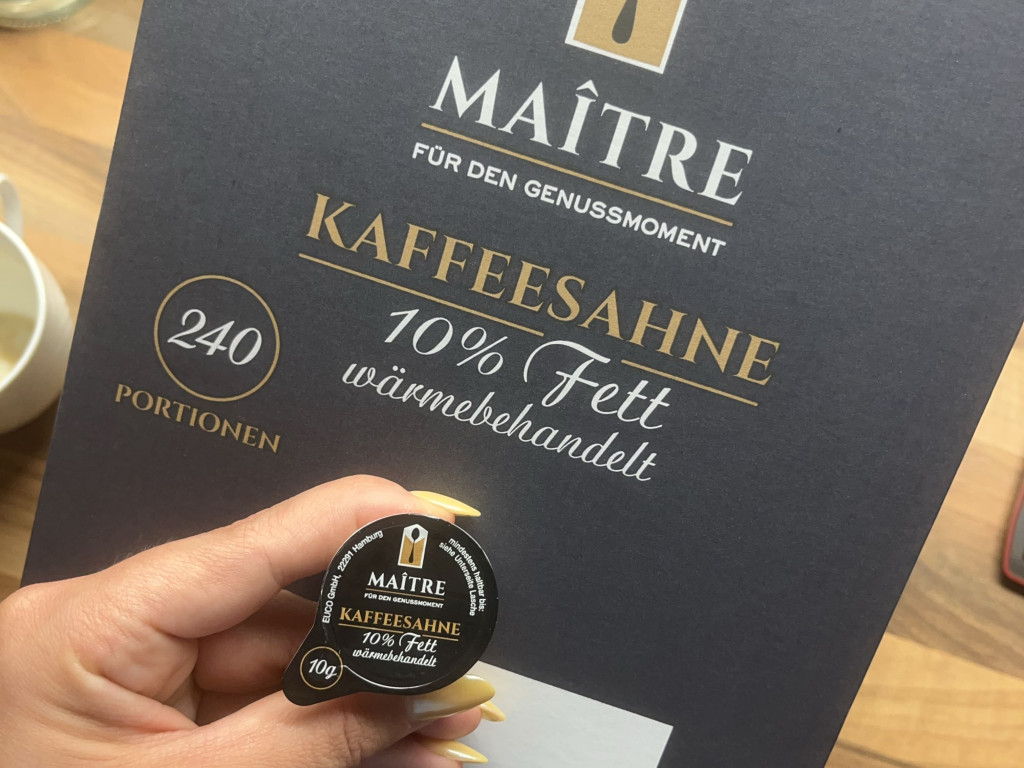 MAÎTRE
FÜR DEN GENUSSMOMENT
KAFFEESAHNE
10% Fett
wärmebehandelt
240
PORTIONEN
EUCO GmbH, 22291 Hamburg
mindestens haltbar bis:
siehe Unterseite Lasche
MAÎTRE
FÜR DEN GENUSSMOMENT
KAFFEESAHNE
10% Fett
wärmebehandelt
10g